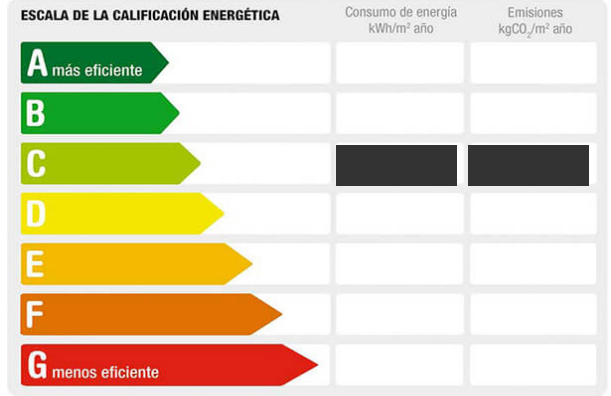 ESCALA DE LA CALIFICACIÓN ENERGÉTICA
Consumo de energía
kWh/m² año
Emisiones
kgCO₂/m² año
A más eficiente
B
C
D
E
F
G menos eficiente